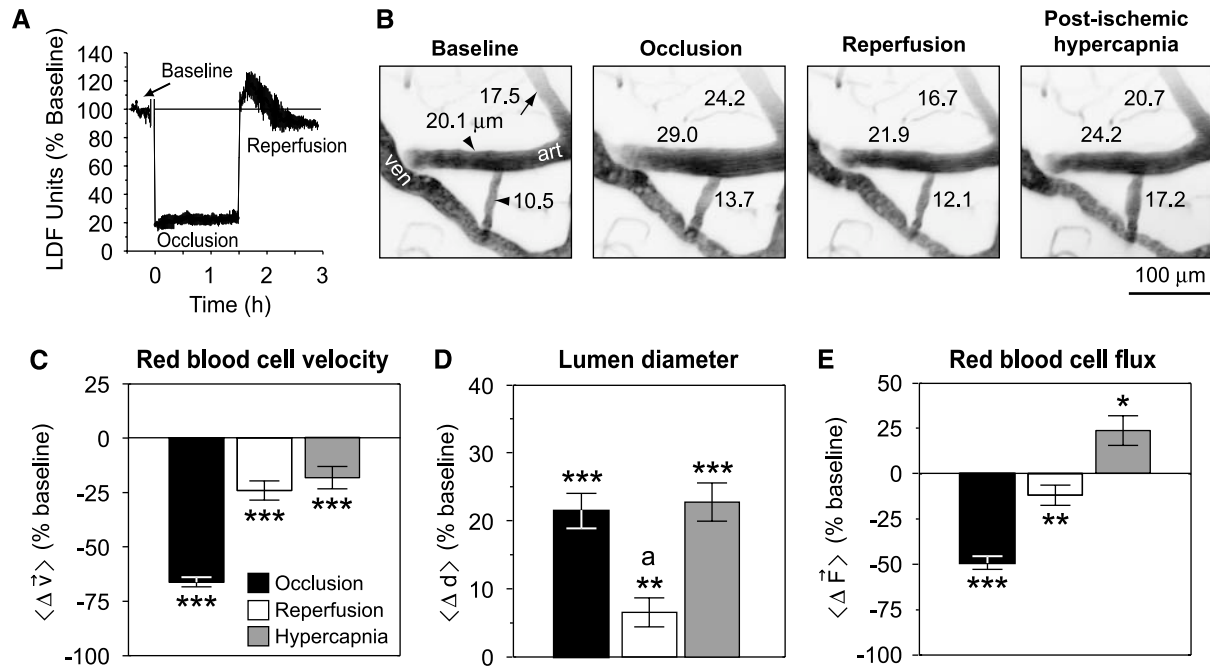 A
LDF Units (% Baseline)
140
120
100
80
60
40
20
0
Baseline
Reperfusion
Occlusion
0
1
2
3
Time (h)
B
Baseline
Occlusion
Reperfusion
Post-ischemic
hypercapnia
17.5
20.1 μm
art
ven
10.5
24.2
29.0
13.7
16.7
21.9
12.1
20.7
24.2
17.2
100 μm
C
Red blood cell velocity
⟨Δ v⃗⟩ (% baseline)
25
0
-25
-50
-75
-100
***
***
***
Occlusion
Reperfusion
Hypercapnia
D
Lumen diameter
⟨Δ d⟩ (% baseline)
40
30
20
10
0
***
a
**
***
E
Red blood cell flux
⟨Δ F⃗⟩ (% baseline)
50
25
0
-25
-50
-75
-100
***
**
*